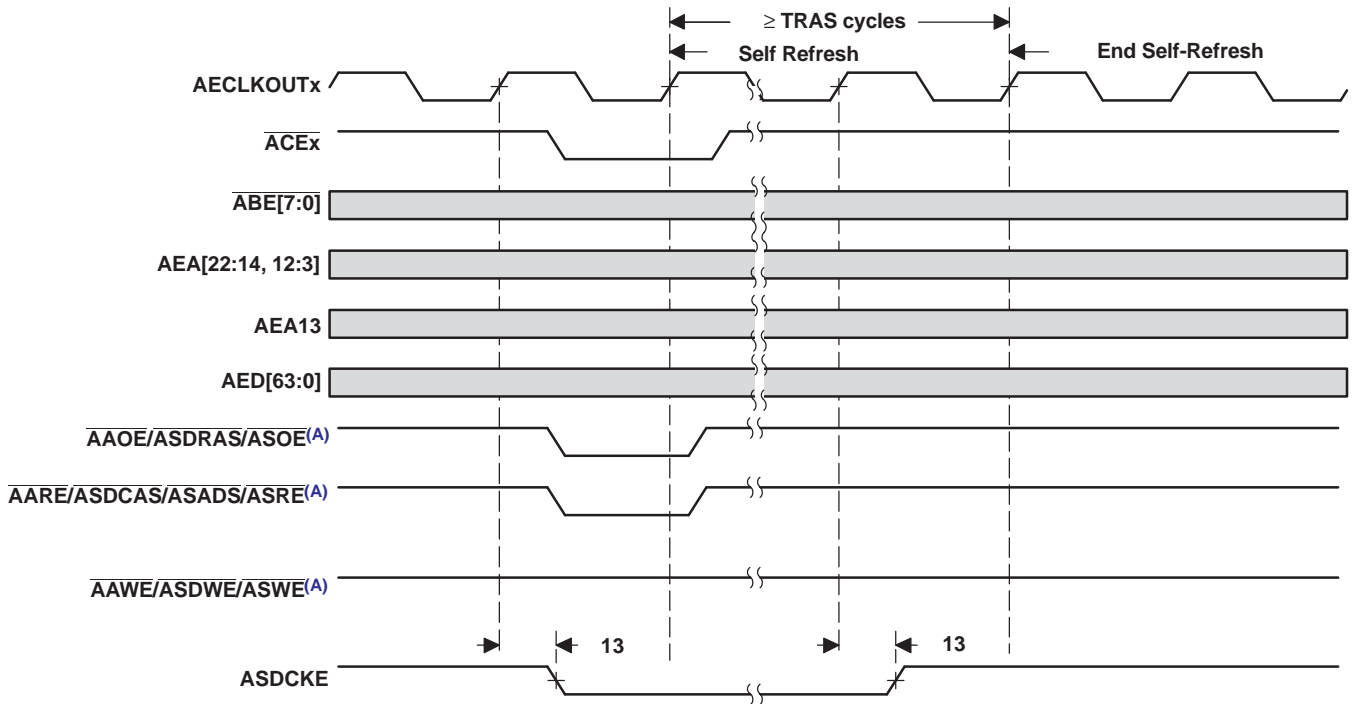 ≥ TRAS cycles
Self Refresh
End Self-Refresh
AECLKOUTx
ACEx
ABE[7:0]
AEA[22:14, 12:3]
AEA13
AED[63:0]
AAOE/ASDRAS/ASOE(A)
AARE/ASDCAS/ASADS/ASRE(A)
AAWE/ASDWE/ASWE(A)
13
13
ASDCKE